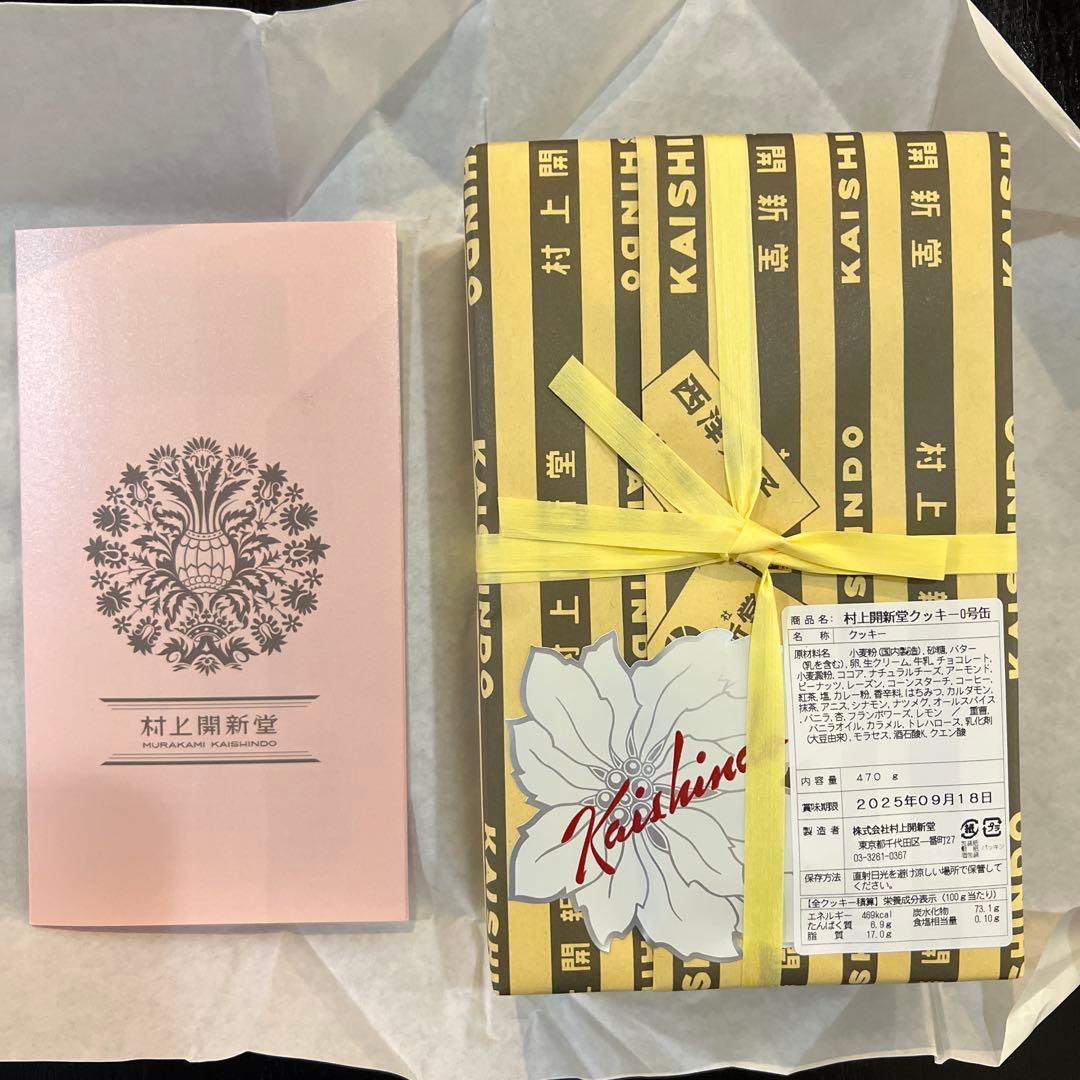 村上開新堂
MURAKAMI KAISHINDO
HINDO
村上開
SHINDO
KAISHI
開新堂
KAISHI
開新堂
KAISHINDO
KAISHI
村上
西洋
Kaishindo
商品名: 村上開新堂クッキー0号缶
名 称 クッキー
原材料名 小麦粉(国内製造)、砂糖、バター
(乳を含む)、卵、生クリーム、牛乳、チョコレート、
小麦澱粉、ココア、ナチュラルチーズ、アーモンド、
ピーナッツ、レーズン、コーンスターチ、コーヒー、
紅茶、塩、カレー粉、香辛料、はちみつ、カルダモン、
抹茶、アニス、シナモン、ナツメグ、オールスパイス
、バニラ、杏、フランボワーズ、レモン / 重曹、
バニラオイル、カラメル、トレハロース、乳化剤
(大豆由来)、モラセス、酒石酸K、クエン酸
内容量 470 g
賞味期限 2025年09月18日
製造者 株式会社村上開新堂
東京都千代田区一番町27
03-3261-0367
紙 プラ
保存方法 直射日光を避け涼しい場所で保管して
ください。
【全クッキー積算】栄養成分表示(100g当たり)
エネルギー 469kcal 炭水化物 73.1g
たんぱく質 6.9g 食塩相当量 0.10g
脂 質 17.0g